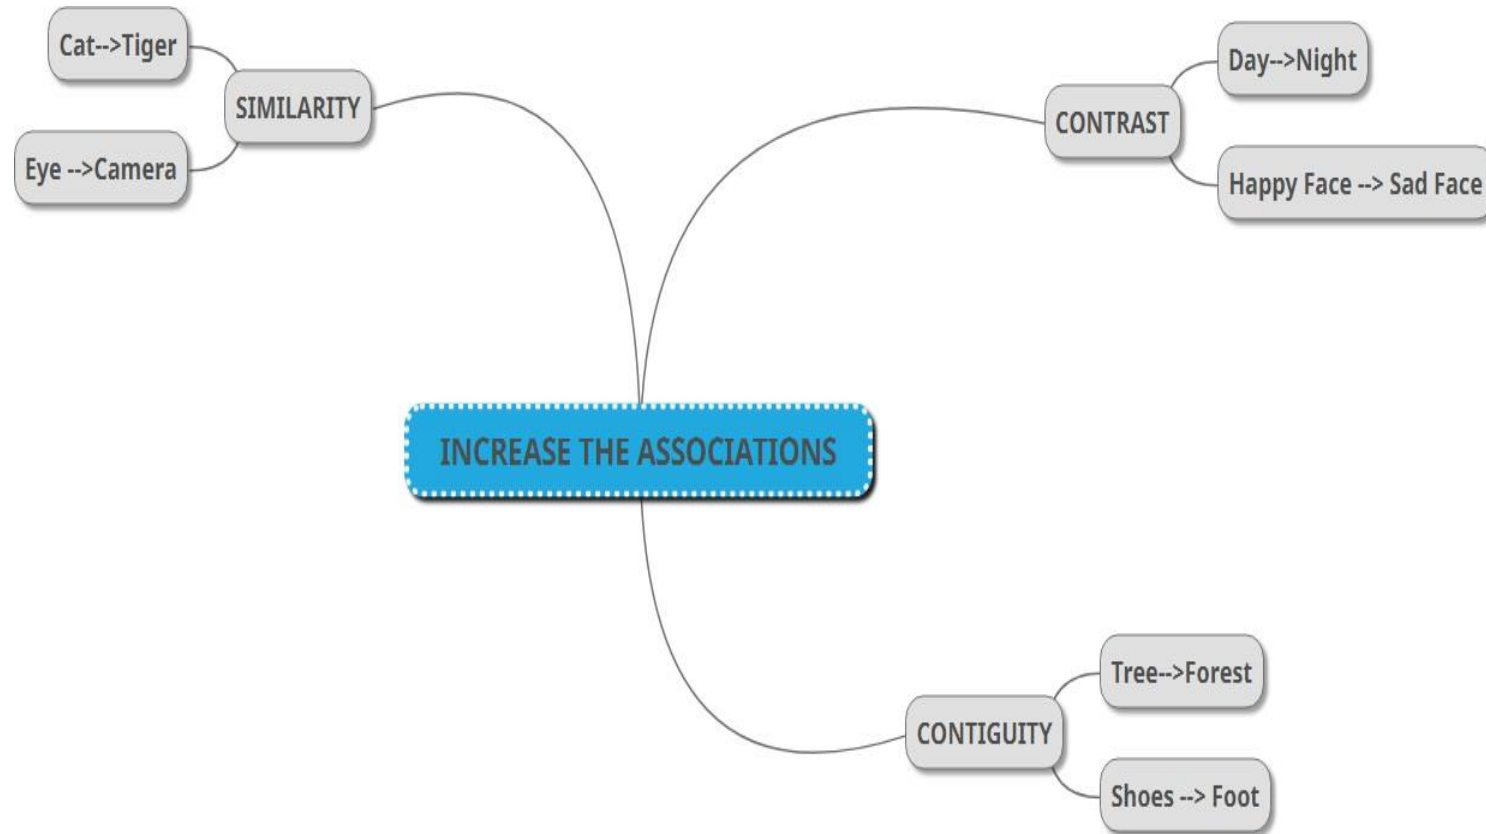 Cat-->Tiger
SIMILARITY
Eye -->Camera
Day-->Night
CONTRAST
Happy Face --> Sad Face
INCREASE THE ASSOCIATIONS
Tree-->Forest
CONTIGUITY
Shoes --> Foot